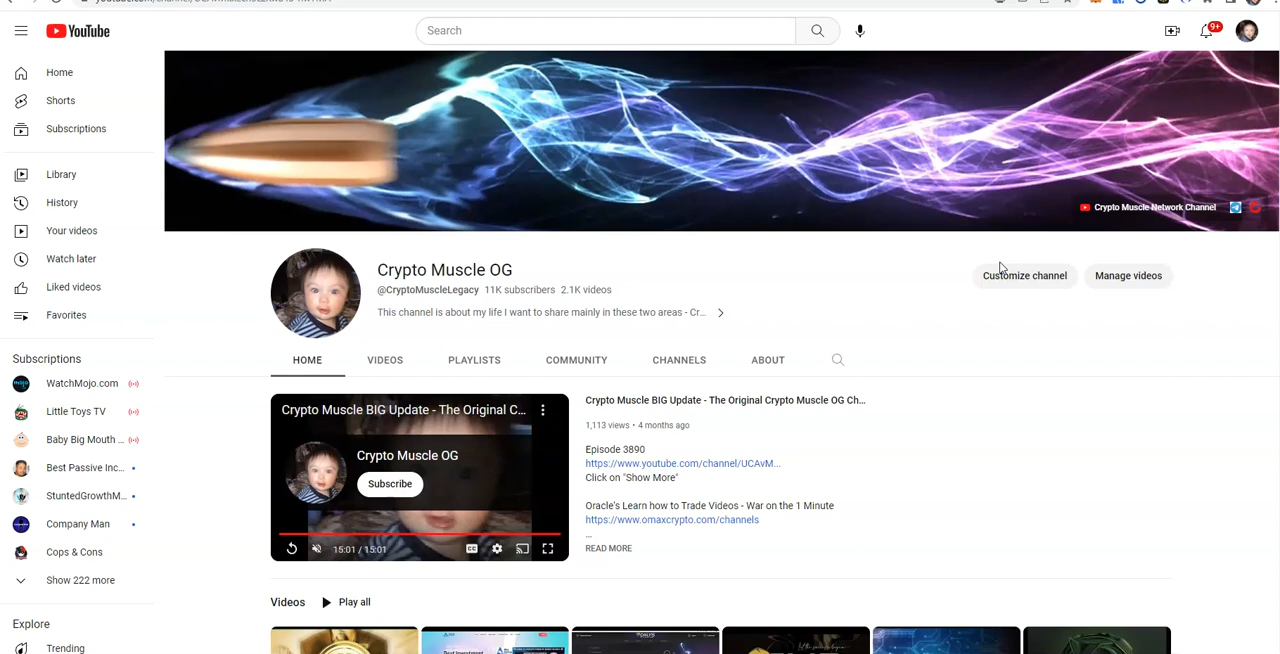 YouTube
Search
9+
Home
Shorts
Subscriptions
Library
History
Your videos
Watch later
Liked videos
Favorites
Subscriptions
WatchMojo.com
Little Toys TV
Baby Big Mouth ...
Best Passive Inc...
StuntedGrowthM...
Company Man
Cops & Cons
Show 222 more
Explore
Trending
Crypto Muscle Network Channel
Crypto Muscle OG
@CryptoMuscleLegacy 11K subscribers 2.1K videos
This channel is about my life I want to share mainly in these two areas - Cr...
Customize channel
Manage videos
HOME VIDEOS PLAYLISTS COMMUNITY CHANNELS ABOUT
Crypto Muscle BIG Update - The Original C...
Crypto Muscle OG
Subscribe
15:01 / 15:01
CC
Crypto Muscle BIG Update - The Original Crypto Muscle OG Ch...
1,113 views • 4 months ago
Episode 3890
https://www.youtube.com/channel/UCAvM...
Click on "Show More"
Oracle's Learn how to Trade Videos - War on the 1 Minute
https://www.omaxcrypto.com/channels
...
READ MORE
Videos Play all